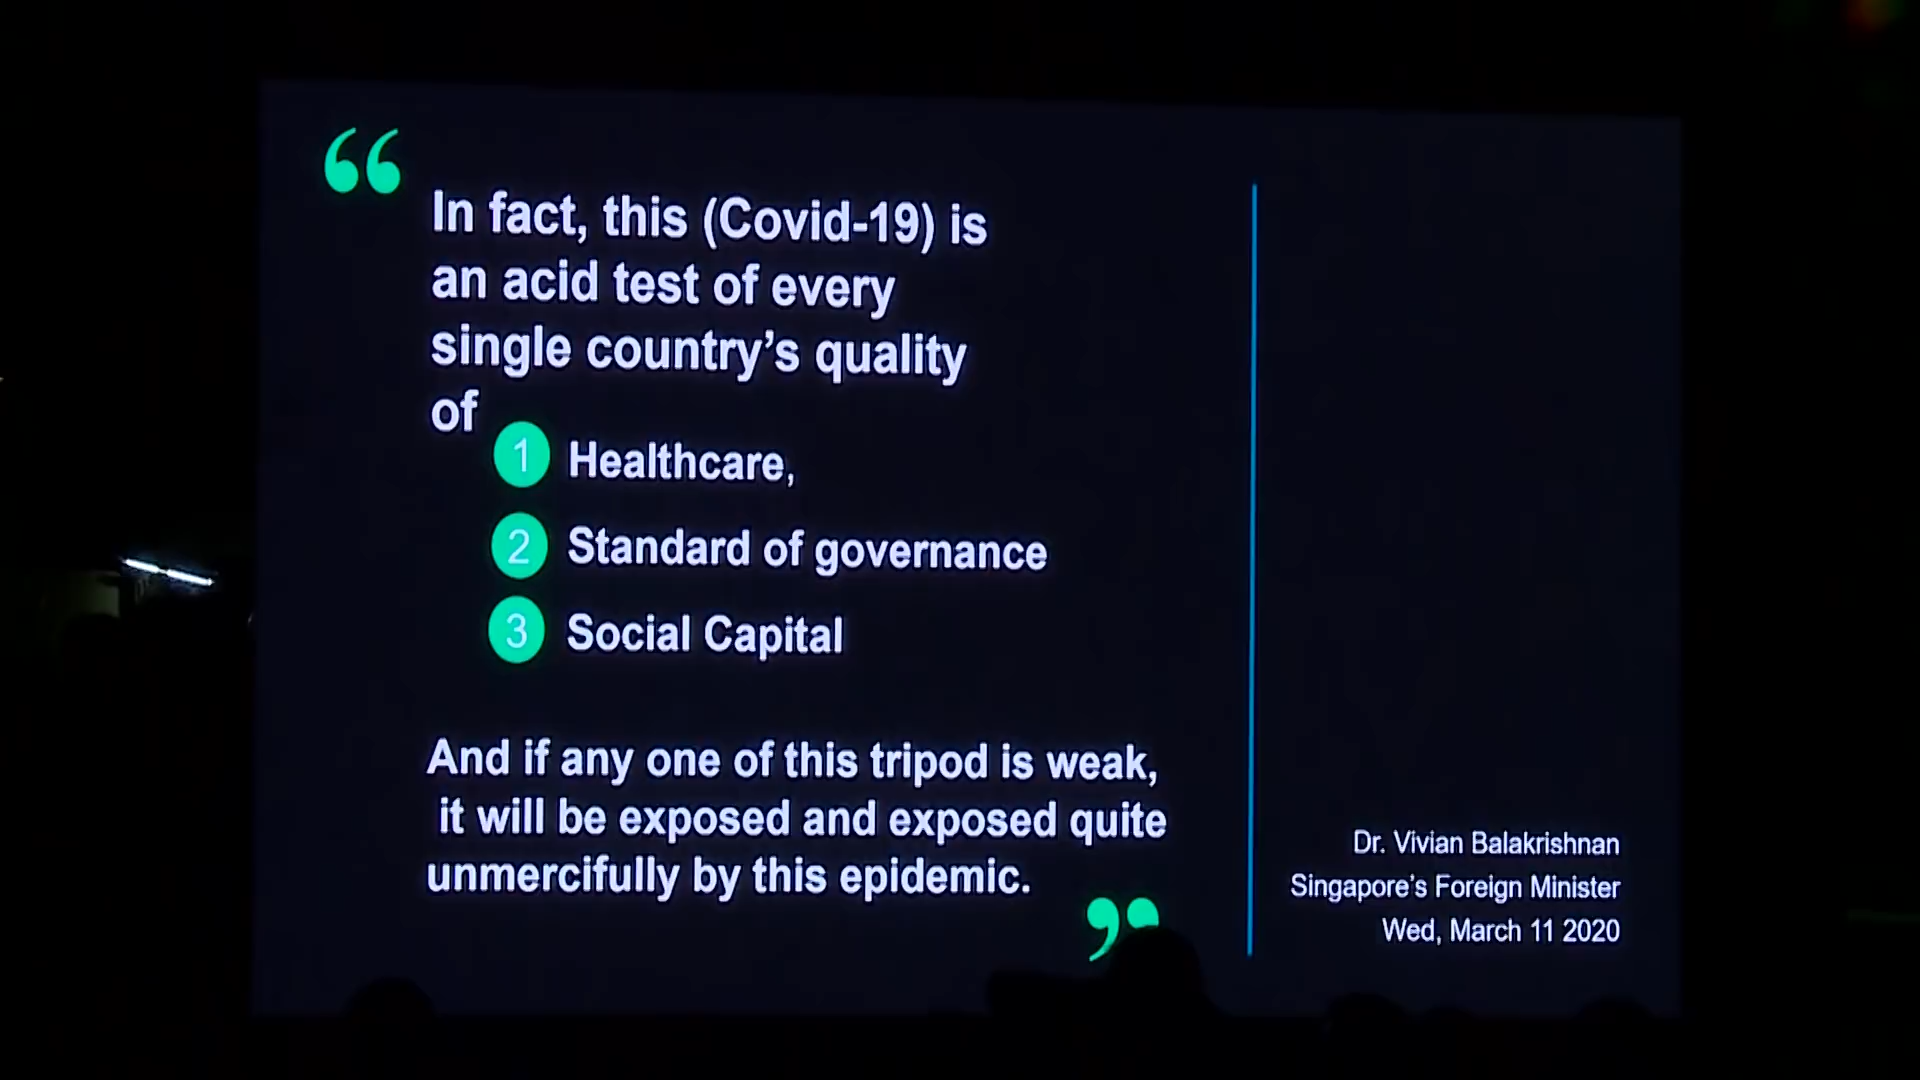 “
In fact, this (Covid-19) is
an acid test of every
single country’s quality
of
1 Healthcare,
2 Standard of governance
3 Social Capital
And if any one of this tripod is weak,
it will be exposed and exposed quite
unmercifully by this epidemic.
”
Dr. Vivian Balakrishnan
Singapore’s Foreign Minister
Wed, March 11 2020